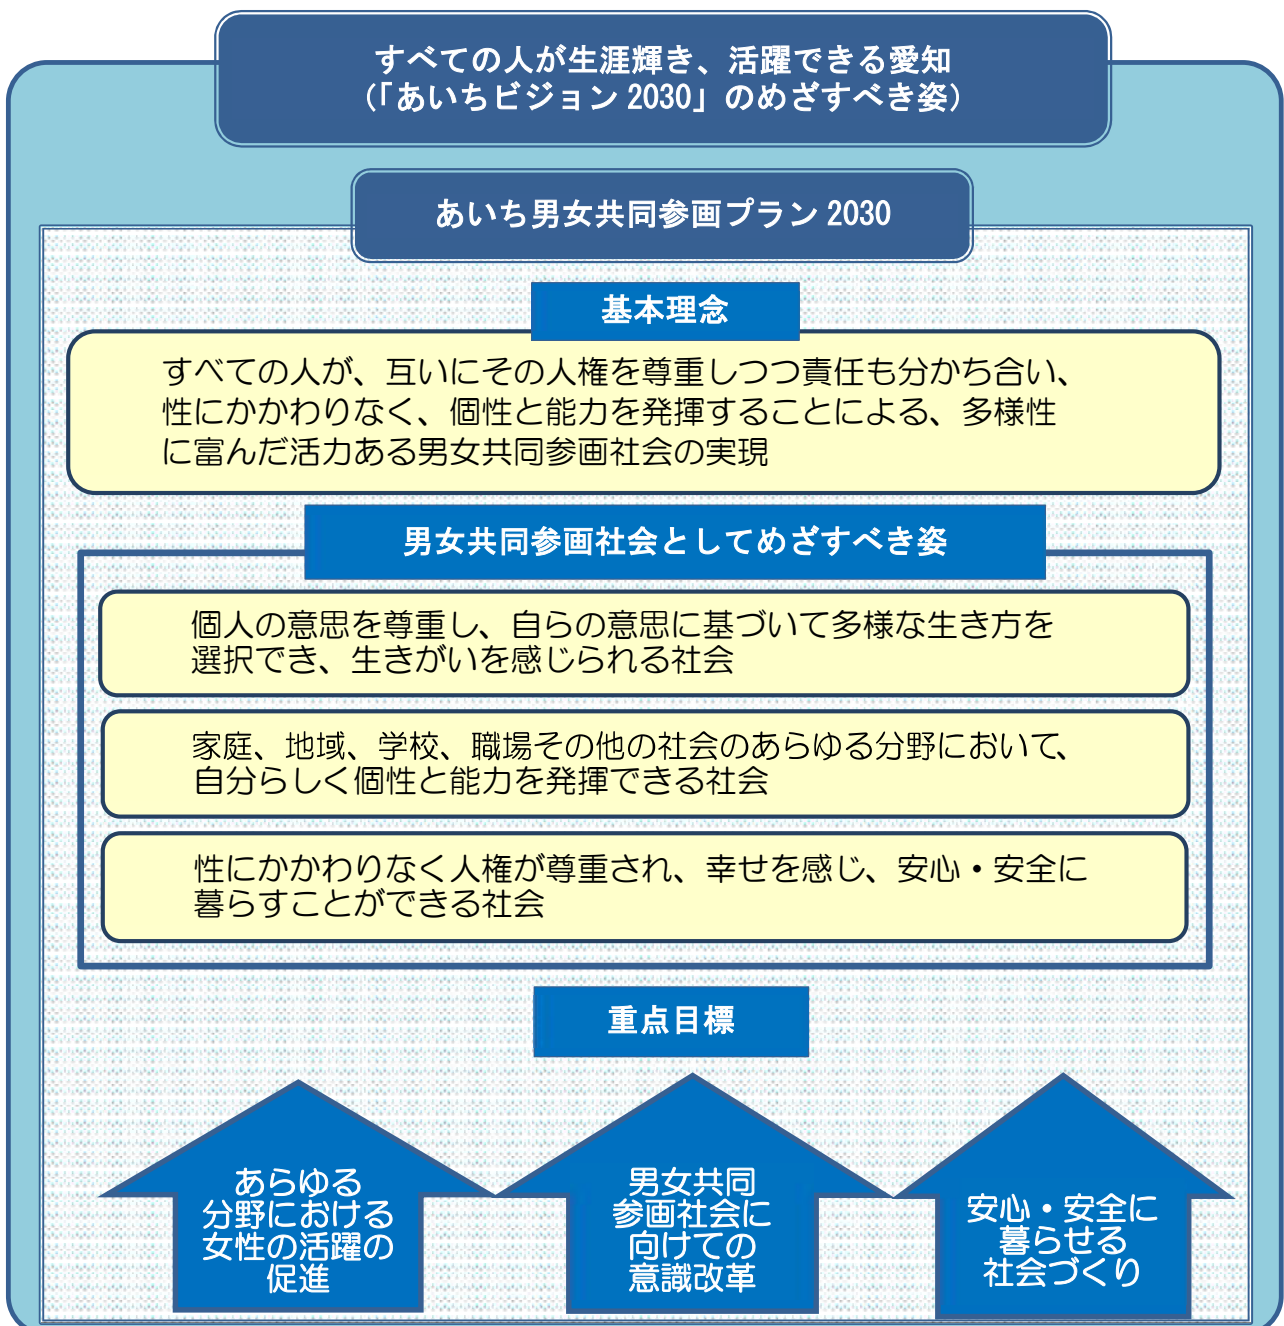 すべての人が生涯輝き、活躍できる愛知
(「あいちビジョン 2030」のめざすべき姿)
あいち男女共同参画プラン 2030
基本理念
すべての人が、互いにその人権を尊重しつつ責任も分かち合い、
性にかかわりなく、個性と能力を発揮することによる、多様性
に富んだ活力ある男女共同参画社会の実現
男女共同参画社会としてめざすべき姿
個人の意思を尊重し、自らの意思に基づいて多様な生き方を
選択でき、生きがいを感じられる社会
家庭、地域、学校、職場その他の社会のあらゆる分野において、
自分らしく個性と能力を発揮できる社会
性にかかわりなく人権が尊重され、幸せを感じ、安心・安全に
暮らすことができる社会
重点目標
あらゆる
分野における
女性の活躍の
促進
男女共同
参画社会に
向けての
意識改革
安心・安全に
暮らせる
社会づくり